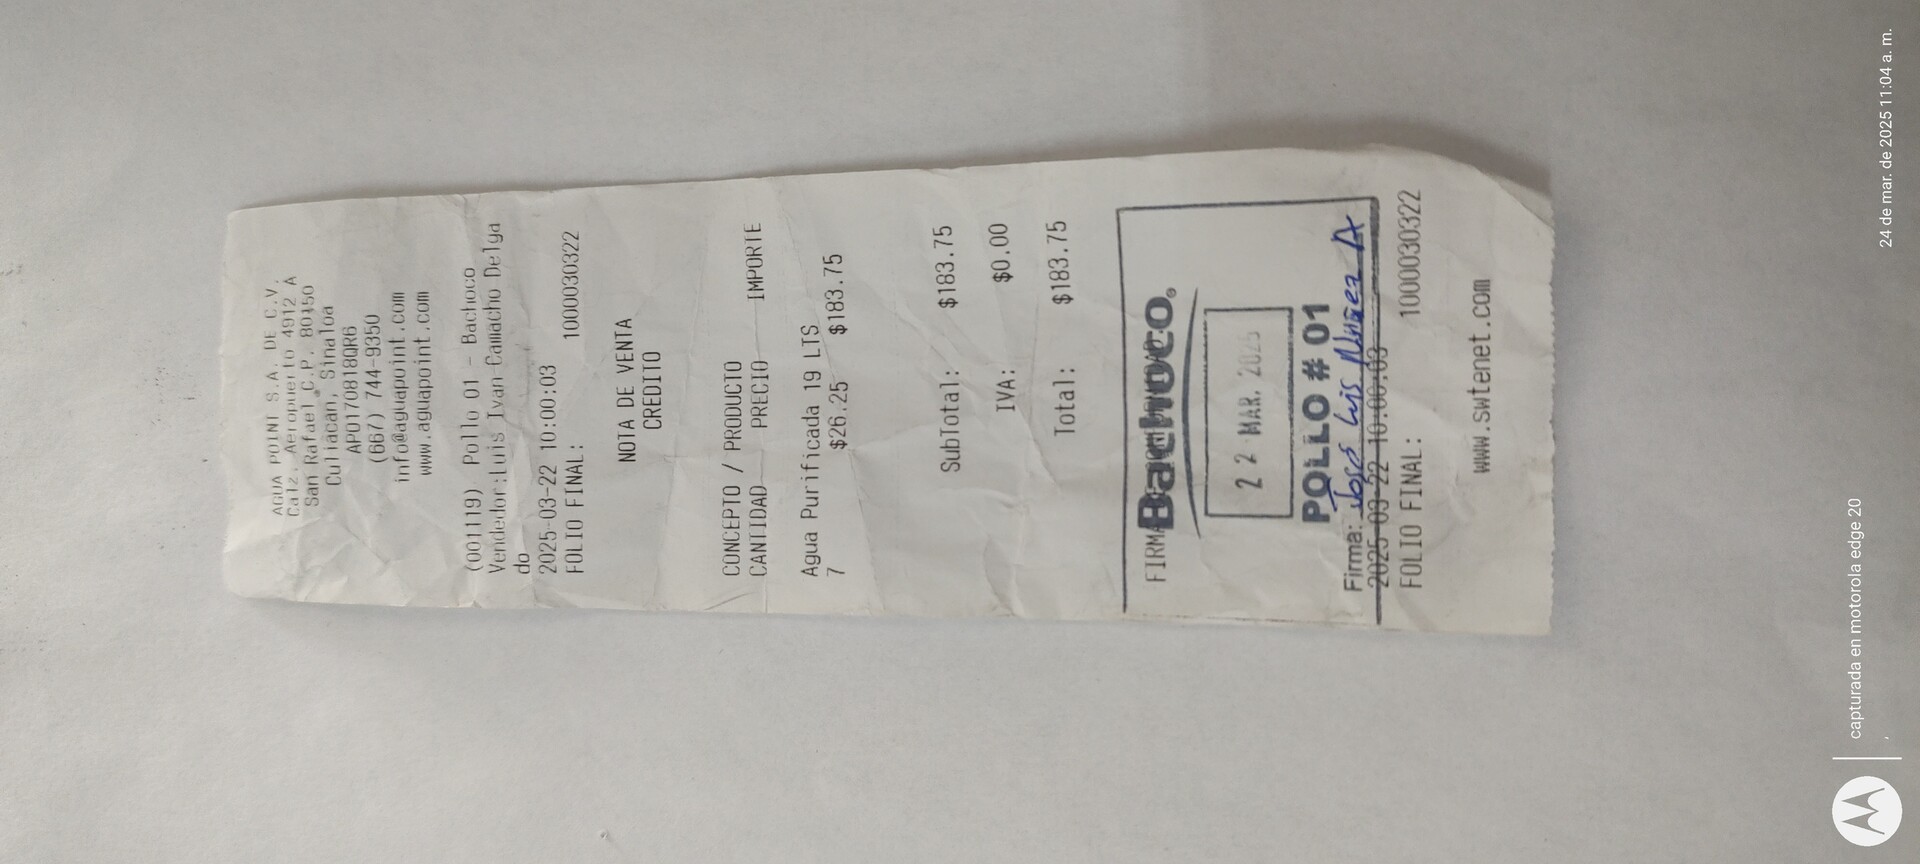 AGUA POINT S.A. DE C.V.
Calz. Aeropuerto 4912 A
San Rafael C.P. 80150
Culiacan, Sinaloa
APO170818QR6
(667) 744-9350
info@aguapoint.com
www.aguapoint.com
(001119) Pollo 01 - Bachoco
Vendedor:Luis Ivan Camacho Delga
do
2025-03-22 10:00:03
FOLIO FINAL: 1000030322
NOTA DE VENTA
CREDITO
CONCEPTO / PRODUCTO
CANTIDAD PRECIO IMPORTE
Agua Purificada 19 LTS
7 $26.25 $183.75
SubTotal: $183.75
IVA: $0.00
Total: $183.75
FIRMA
Bachoco®
22 MAR. 2025
POLLO # 01
Firma: Jose Luis Nuñez A
2025-03-22 10:00:03
FOLIO FINAL: 1000030322
www.swtenet.com
capturada en motorola edge 20
24 de mar. de 2025 11:04 a. m.